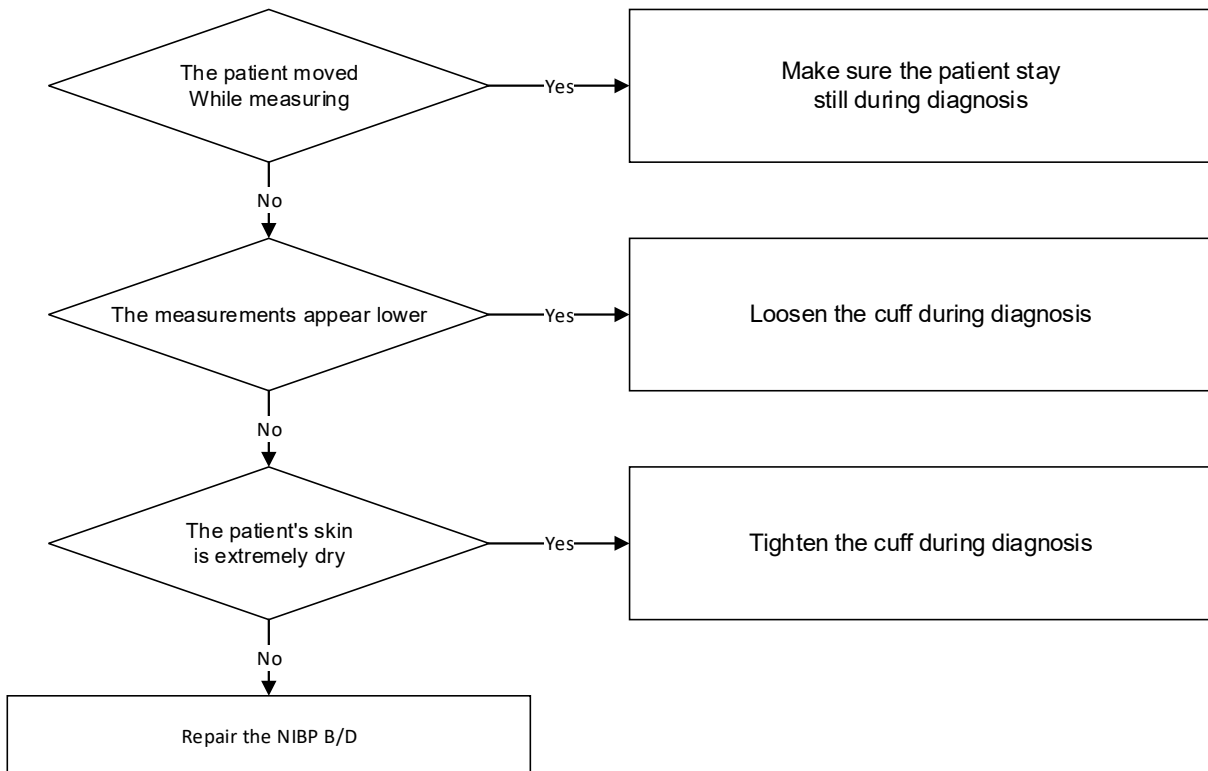 The patient moved
While measuring
Yes
Make sure the patient stay
still during diagnosis
No
The measurements appear lower
Yes
Loosen the cuff during diagnosis
No
The patient's skin
is extremely dry
Yes
Tighten the cuff during diagnosis
No
Repair the NIBP B/D